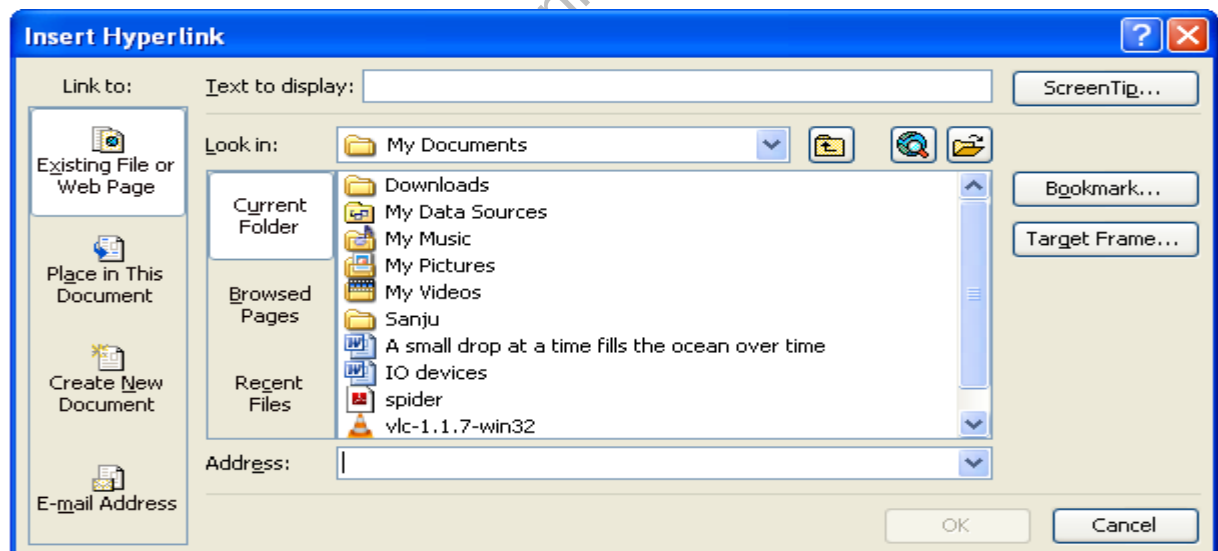 Insert Hyperlink
Link to:
Text to display:
ScreenTip...
Existing File or
Web Page
Look in:
My Documents
Current
Folder
Browsed
Pages
Recent
Files
Downloads
My Data Sources
My Music
My Pictures
My Videos
Sanju
A small drop at a time fills the ocean over time
IO devices
spider
vlc-1.1.7-win32
Bookmark...
Target Frame...
Place in This
Document
Create New
Document
E-mail Address
Address:
OK
Cancel